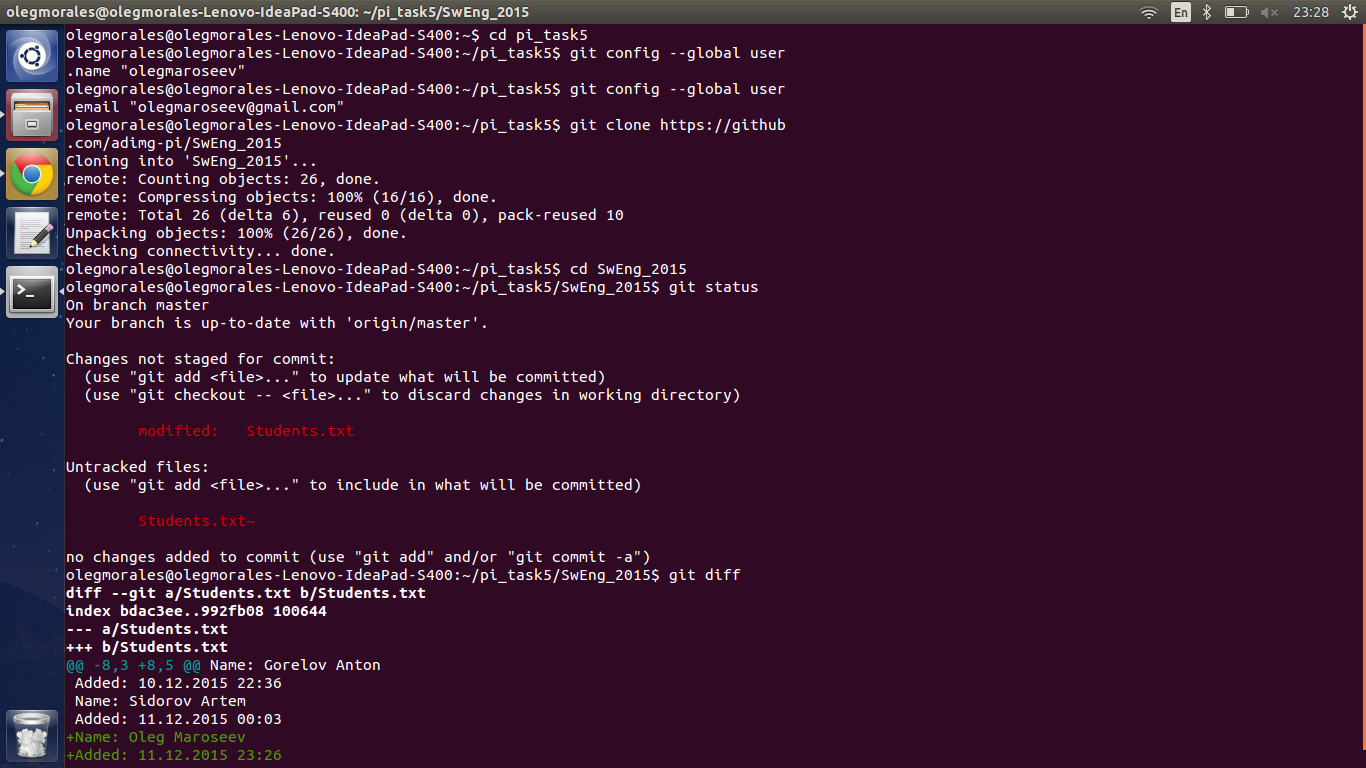 olegmorales@olegmorales-Lenovo-IdeaPad-S400: ~/pi_task5/SwEng_2015
En
23:28
olegmorales@olegmorales-Lenovo-IdeaPad-S400:~$ cd pi_task5
olegmorales@olegmorales-Lenovo-IdeaPad-S400:~/pi_task5$ git config --global user
.name "olegmaroseev"
olegmorales@olegmorales-Lenovo-IdeaPad-S400:~/pi_task5$ git config --global user
.email "olegmaroseev@gmail.com"
olegmorales@olegmorales-Lenovo-IdeaPad-S400:~/pi_task5$ git clone https://github
.com/adimg-pi/SwEng_2015
Cloning into 'SwEng_2015'...
remote: Counting objects: 26, done.
remote: Compressing objects: 100% (16/16), done.
remote: Total 26 (delta 6), reused 0 (delta 0), pack-reused 10
Unpacking objects: 100% (26/26), done.
Checking connectivity... done.
olegmorales@olegmorales-Lenovo-IdeaPad-S400:~/pi_task5$ cd SwEng_2015
olegmorales@olegmorales-Lenovo-IdeaPad-S400:~/pi_task5/SwEng_2015$ git status
On branch master
Your branch is up-to-date with 'origin/master'.
Changes not staged for commit:
(use "git add <file>..." to update what will be committed)
(use "git checkout -- <file>..." to discard changes in working directory)
modified: Students.txt
Untracked files:
(use "git add <file>..." to include in what will be committed)
Students.txt~
no changes added to commit (use "git add" and/or "git commit -a")
olegmorales@olegmorales-Lenovo-IdeaPad-S400:~/pi_task5/SwEng_2015$ git diff
diff --git a/Students.txt b/Students.txt
index bdac3ee..992fb08 100644
--- a/Students.txt
+++ b/Students.txt
@@ -8,3 +8,5 @@ Name: Gorelov Anton
Added: 10.12.2015 22:36
Name: Sidorov Artem
Added: 11.12.2015 00:03
+Name: Oleg Maroseev
+Added: 11.12.2015 23:26